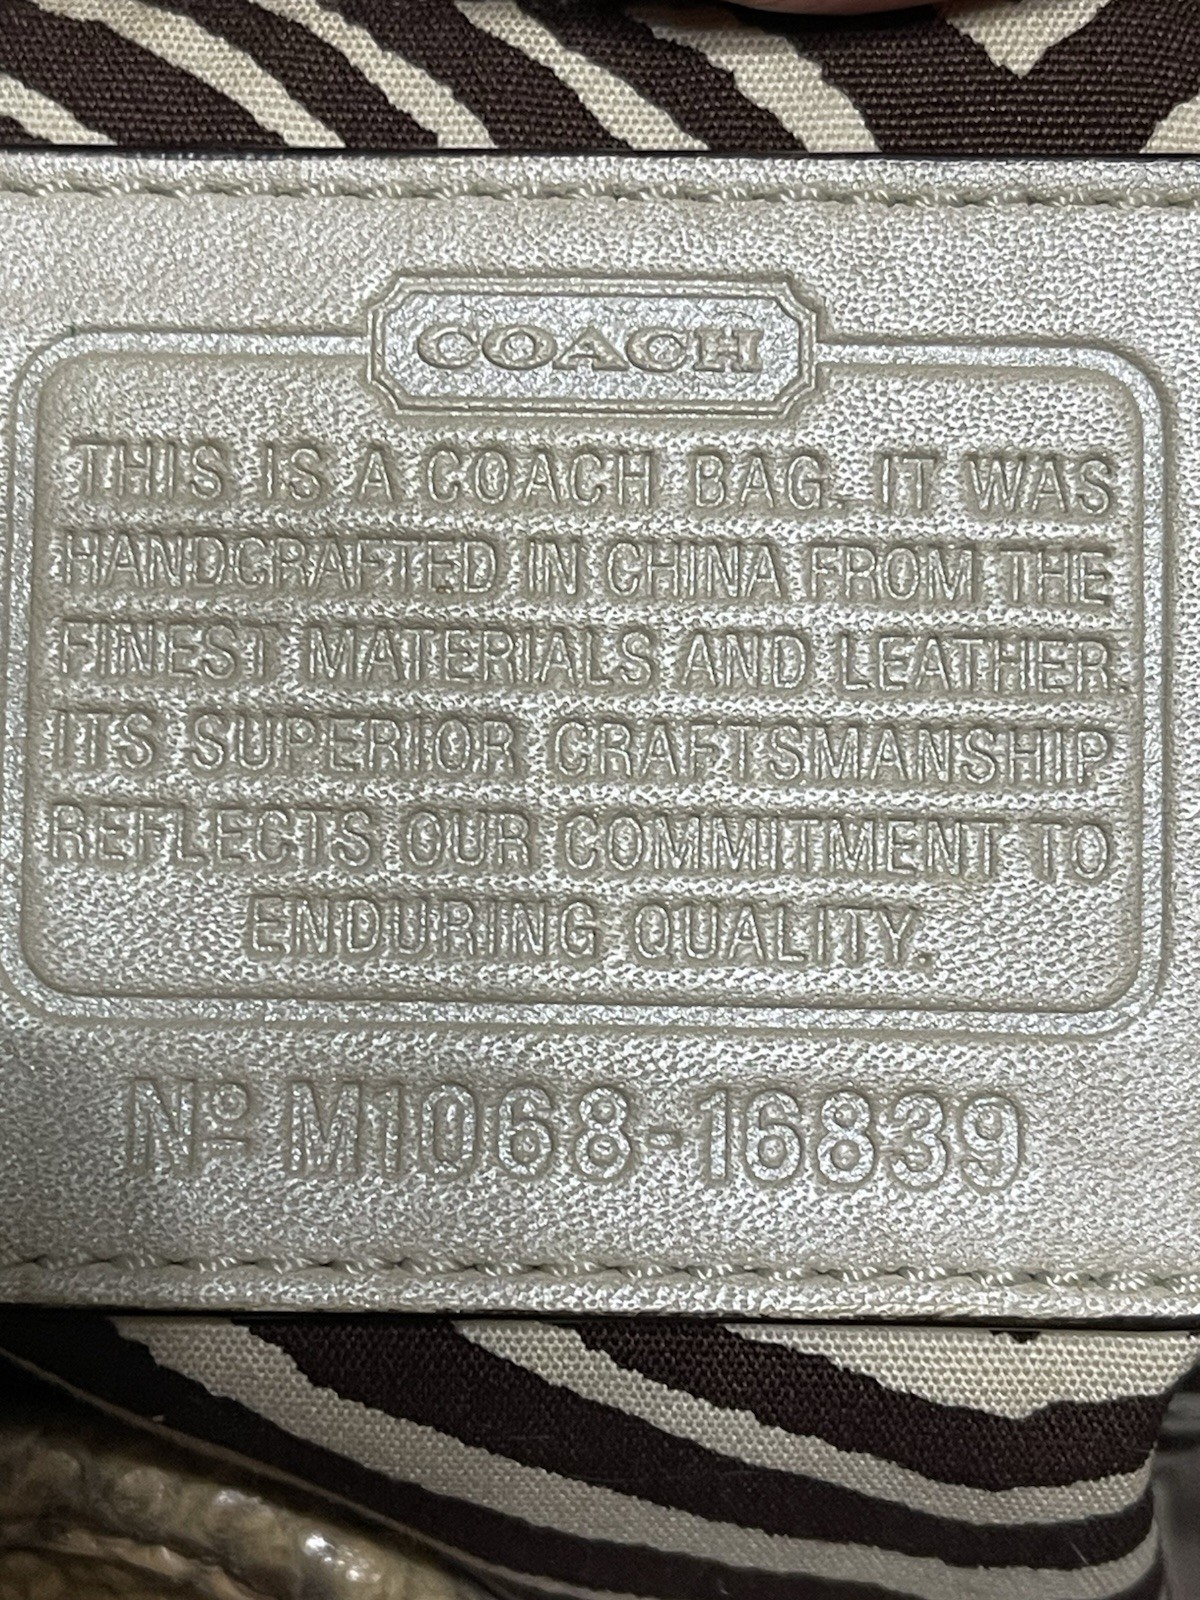 COACH
THIS IS A COACH BAG. IT WAS
HANDCRAFTED IN CHINA FROM THE
FINEST MATERIALS AND LEATHER.
ITS SUPERIOR CRAFTSMANSHIP
REFLECTS OUR COMMITMENT TO
ENDURING QUALITY.
Nº M1068-16839